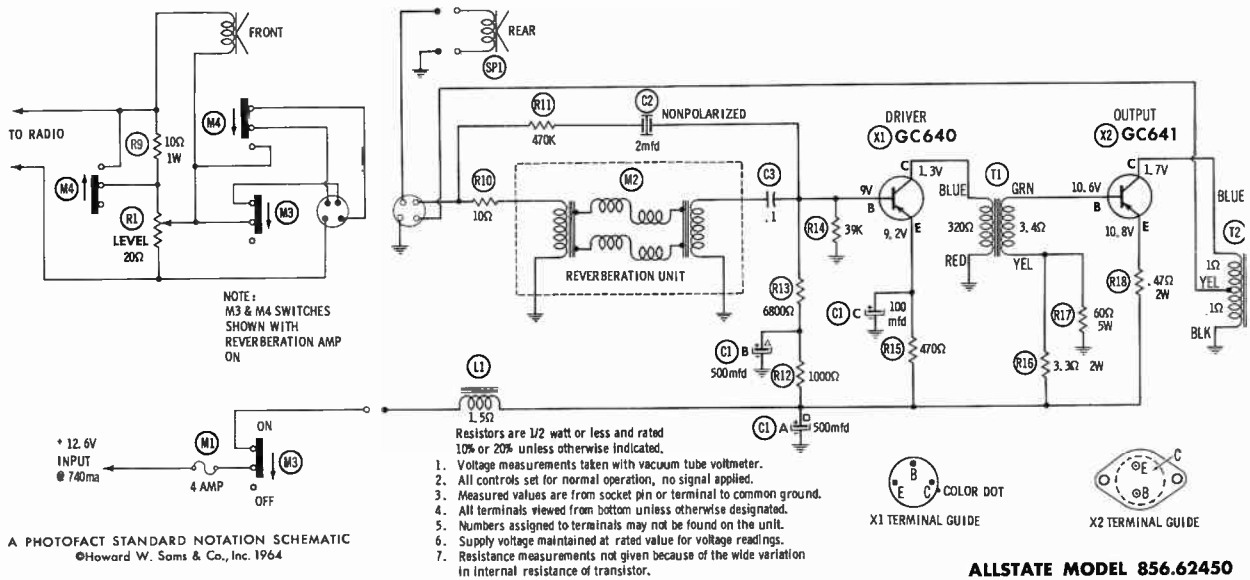 FRONT
REAR
SP1
TO RADIO
R9
10Ω
1W
M4
M4
R1
LEVEL
20Ω
M3
NOTE:
M3 & M4 SWITCHES
SHOWN WITH
REVERBERATION AMP
ON
R11
470K
C2
NONPOLARIZED
2mfd
R10
10Ω
M2
REVERBERATION UNIT
C3
.1
R14
39K
R13
6800Ω
C1 B
500mfd
R12
1000Ω
C1 A
500mfd
DRIVER
X1 GC640
9V
B
C
1.3V
9.2V
E
C1 C
100
mfd
R15
470Ω
BLUE
320Ω
RED
T1
GRN
3.4Ω
YEL
OUTPUT
X2 GC641
10.6V
B
C
1.7V
10.8V
E
R18
.47Ω
2W
R17
60Ω
5W
R16
3.3Ω 2W
BLUE
T2
1Ω
YEL
.1Ω
BLK
L1
1.5Ω
+ 12.6V
INPUT
@ 740ma
M1
4 AMP
ON
M3
OFF
Resistors are 1/2 watt or less and rated
10% or 20% unless otherwise indicated.
1. Voltage measurements taken with vacuum tube voltmeter.
2. All controls set for normal operation, no signal applied.
3. Measured values are from socket pin or terminal to common ground.
4. All terminals viewed from bottom unless otherwise designated.
5. Numbers assigned to terminals may not be found on the unit.
6. Supply voltage maintained at rated value for voltage readings.
7. Resistance measurements not given because of the wide variation
in internal resistance of transistor.
B
E C
COLOR DOT
X1 TERMINAL GUIDE
E
B
C
X2 TERMINAL GUIDE
A PHOTOFACT STANDARD NOTATION SCHEMATIC
©Howard W. Sams & Co., Inc. 1964
ALLSTATE MODEL 856.62450